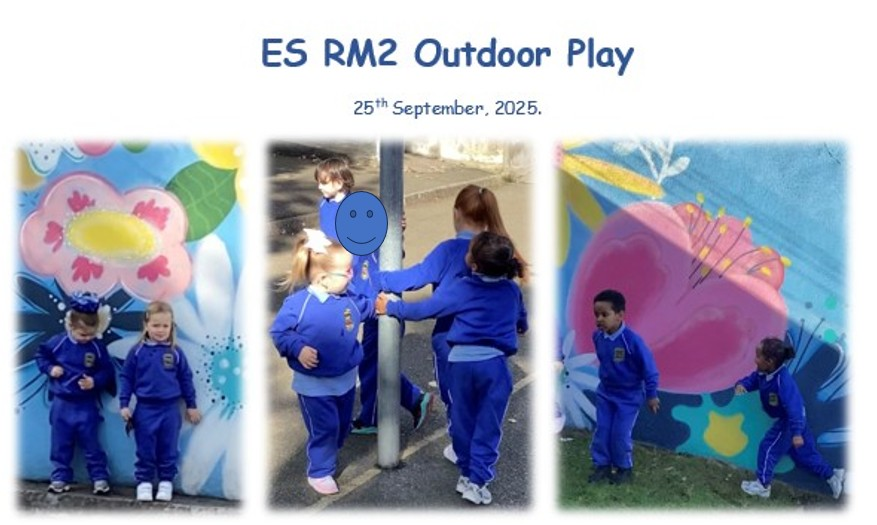 ES RM2 Outdoor Play
25th September, 2025.